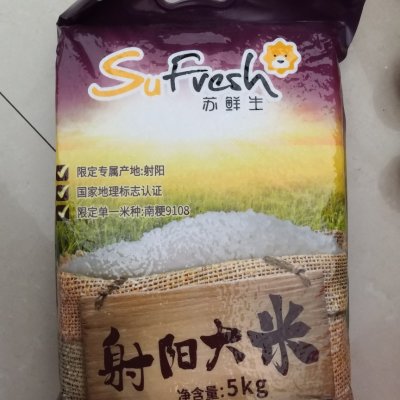 SuFresh
苏鲜生
限定专属产地:射阳
国家地理标志认证
限定单一米种:南粳9108
射阳大米
净含量:5kg